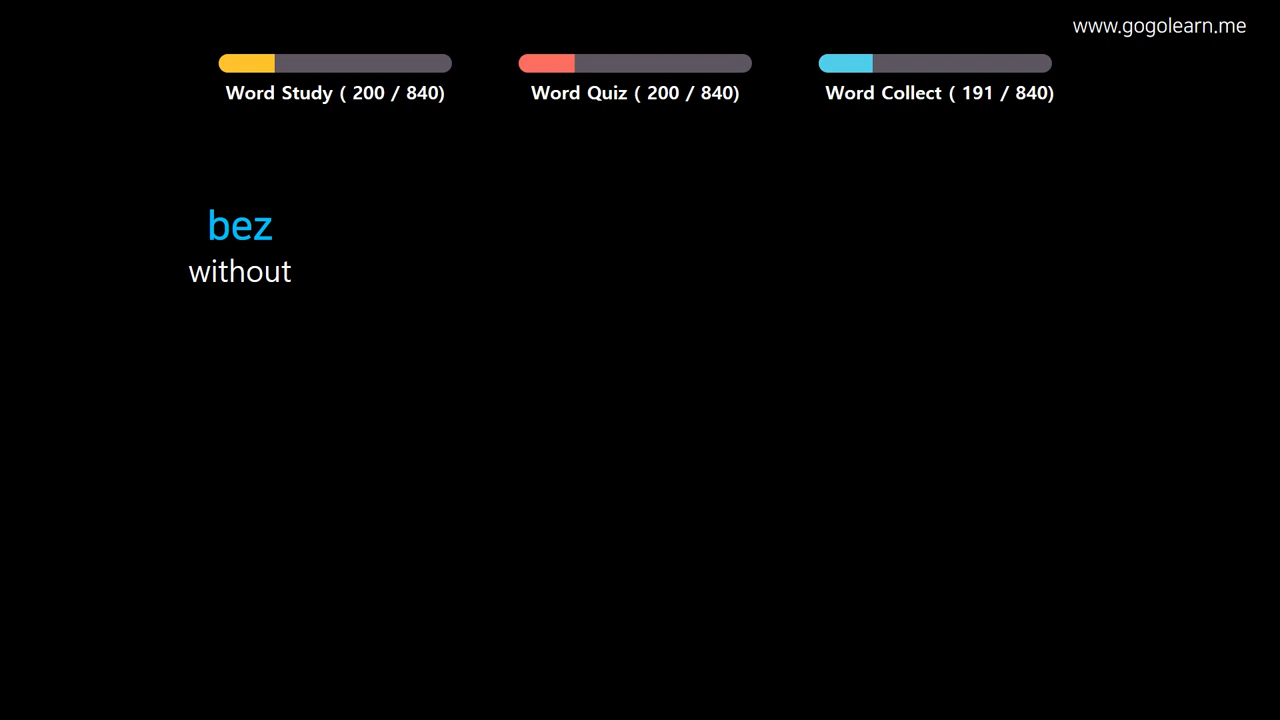 www.gogolearn.me
Word Study ( 200 / 840)
Word Quiz ( 200 / 840)
Word Collect ( 191 / 840)
bez
without